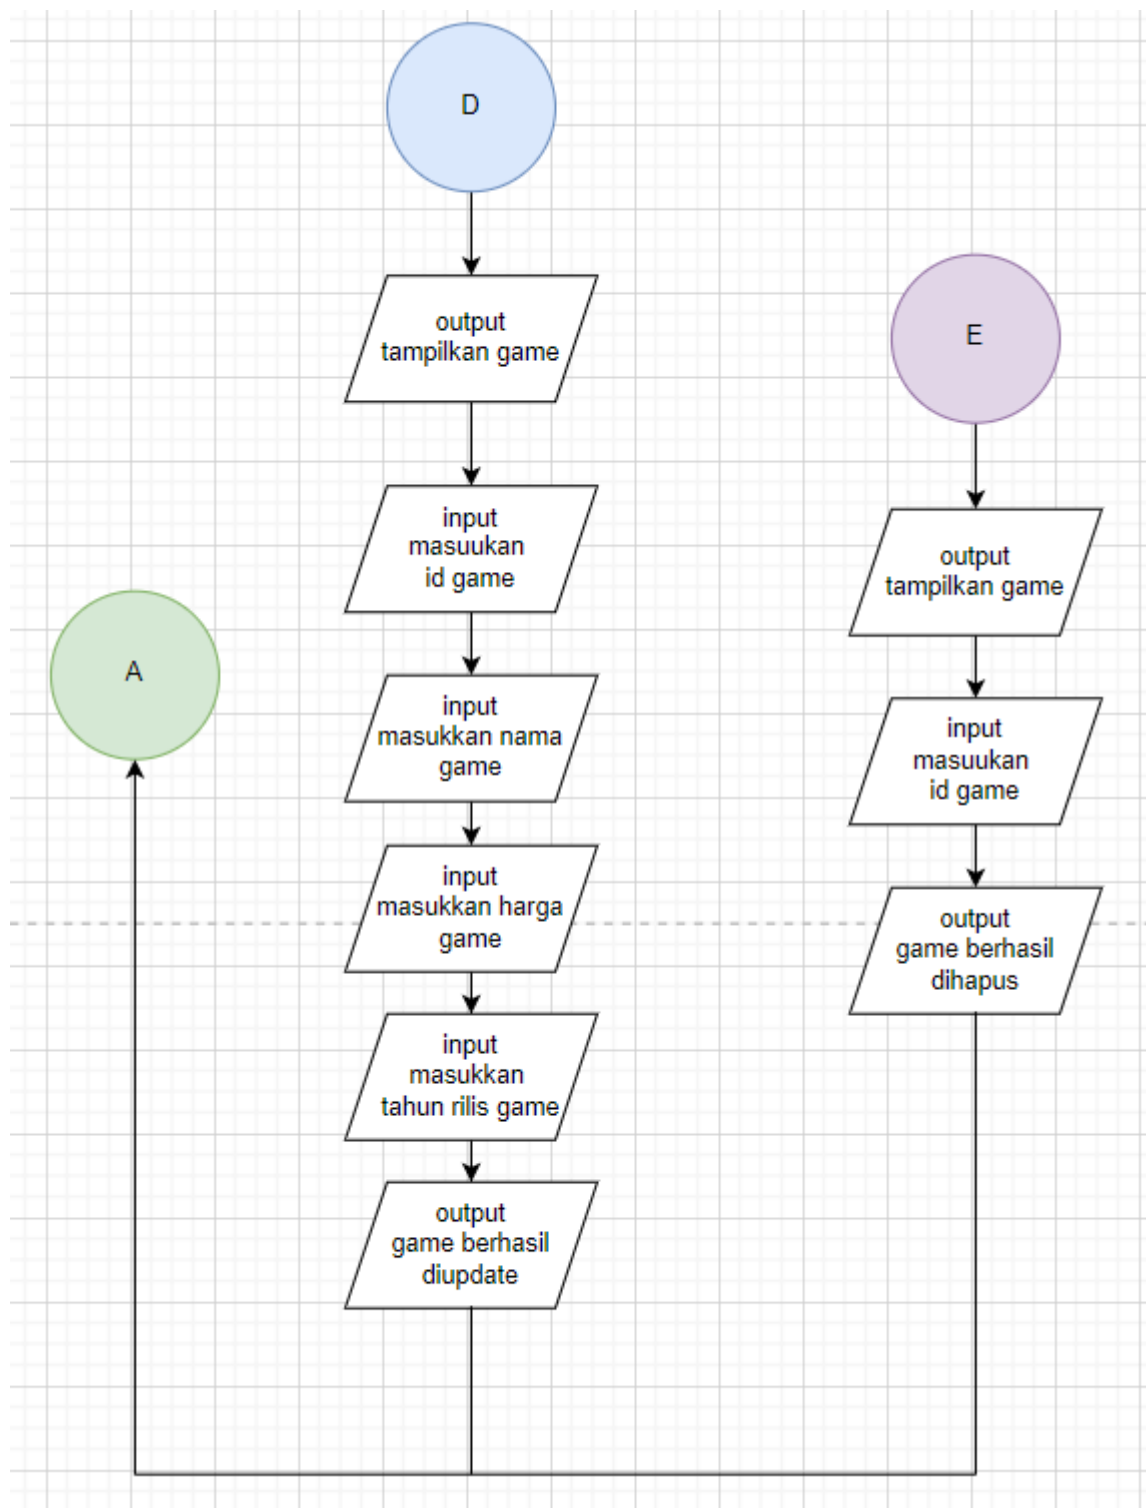 D
output
tampilkan game
input
masuukan
id game
input
masukkan nama
game
input
masukkan harga
game
input
masukkan
tahun rilis game
output
game berhasil
diupdate
A
E
output
tampilkan game
input
masuukan
id game
output
game berhasil
dihapus